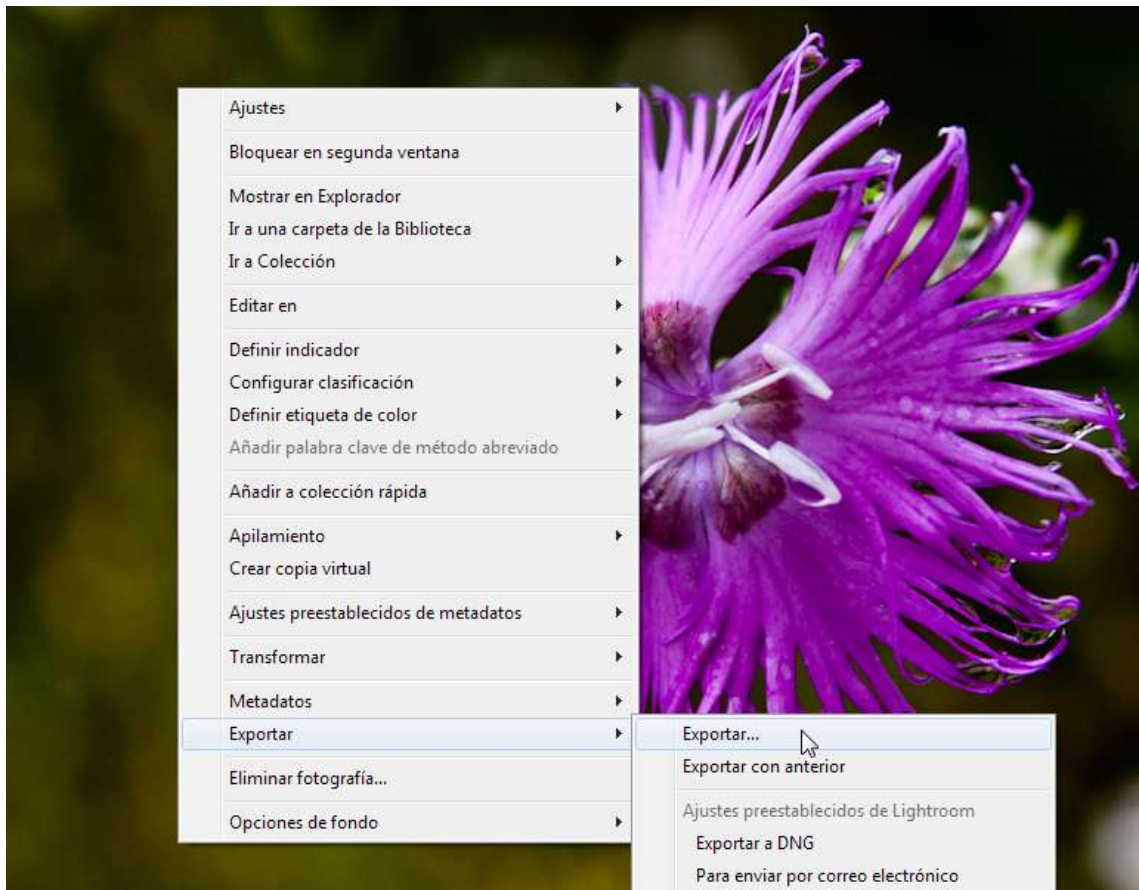 Ajustes
Bloquear en segunda ventana
Mostrar en Explorador
Ir a una carpeta de la Biblioteca
Ir a Colección
Editar en
Definir indicador
Configurar clasificación
Definir etiqueta de color
Añadir palabra clave de método abreviado
Añadir a colección rápida
Apilamiento
Crear copia virtual
Ajustes preestablecidos de metadatos
Transformar
Metadatos
Exportar
Eliminar fotografía...
Opciones de fondo
Exportar...
Exportar con anterior
Ajustes preestablecidos de Lightroom
Exportar a DNG
Para enviar por correo electrónico